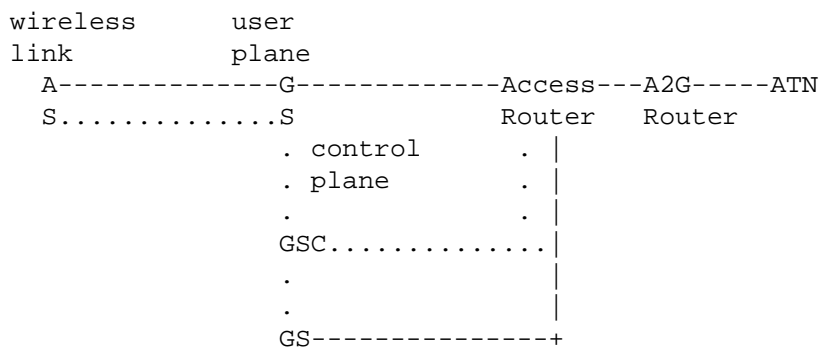 wireless        user
link            plane
  A--------------G-------------Access---A2G-----ATN
  S..............S             Router   Router
                 . control      . |
                 . plane        . |
                 .              . |
                 GSC..............|
                 .                |
                 .                |
                 GS---------------+